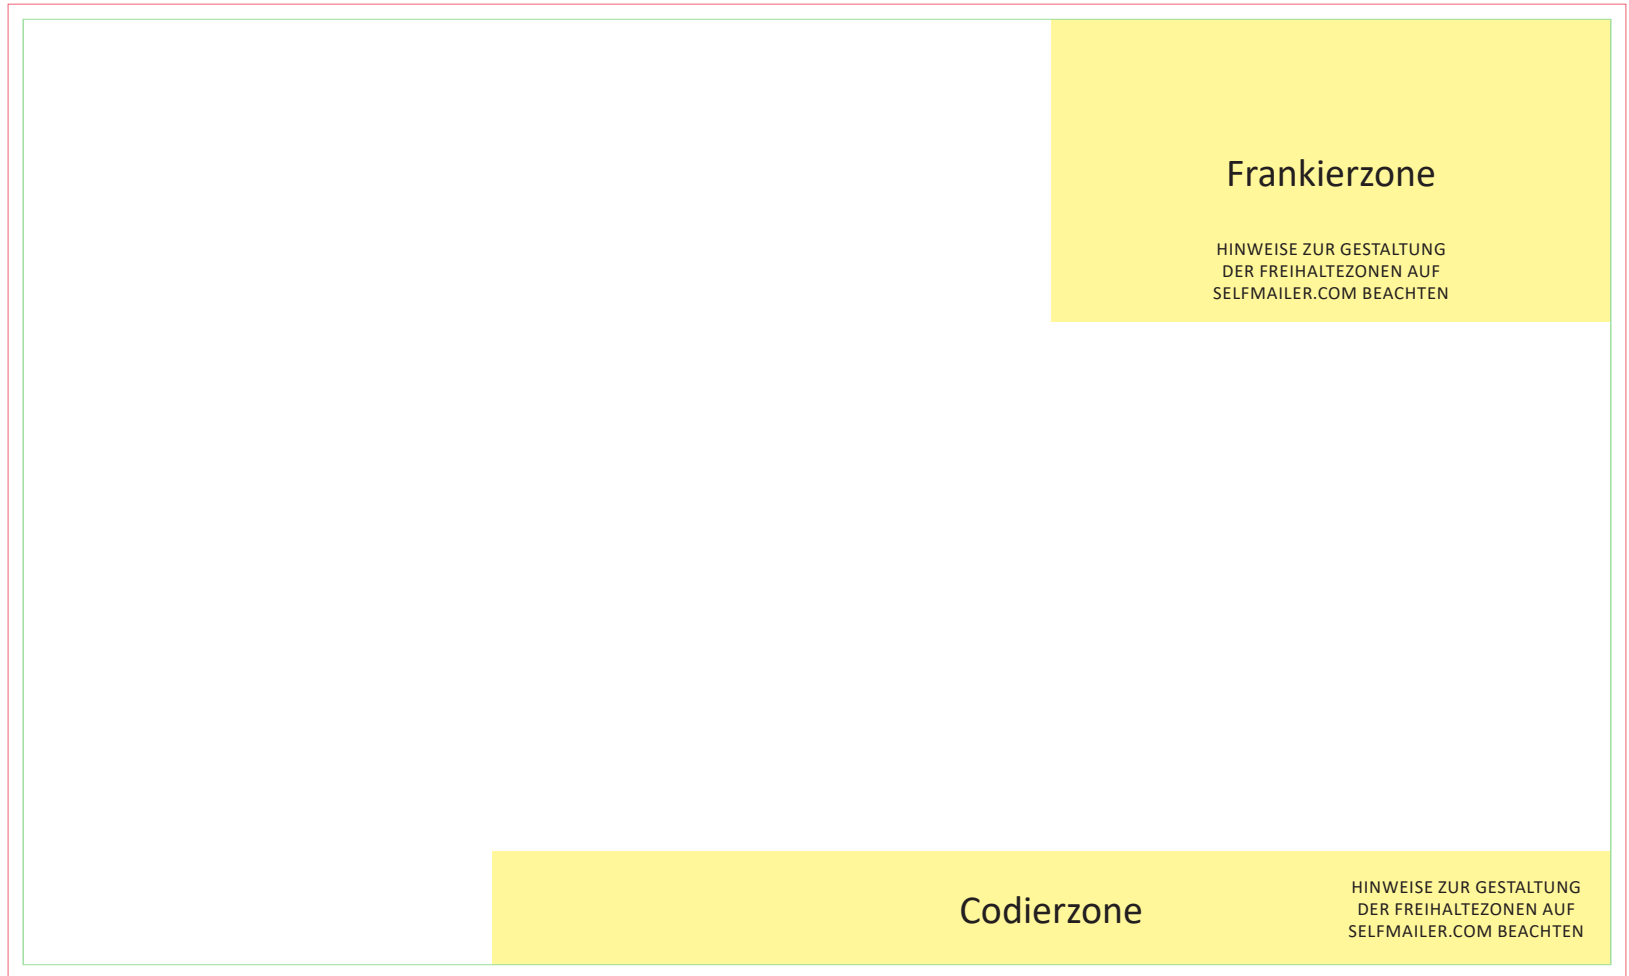 Frankierzone
HINWEISE ZUR GESTALTUNG
DER FREIHALTEZONEN AUF
SELFMAILER.COM BEACHTEN
Codierzone
HINWEISE ZUR GESTALTUNG
DER FREIHALTEZONEN AUF
SELFMAILER.COM BEACHTEN